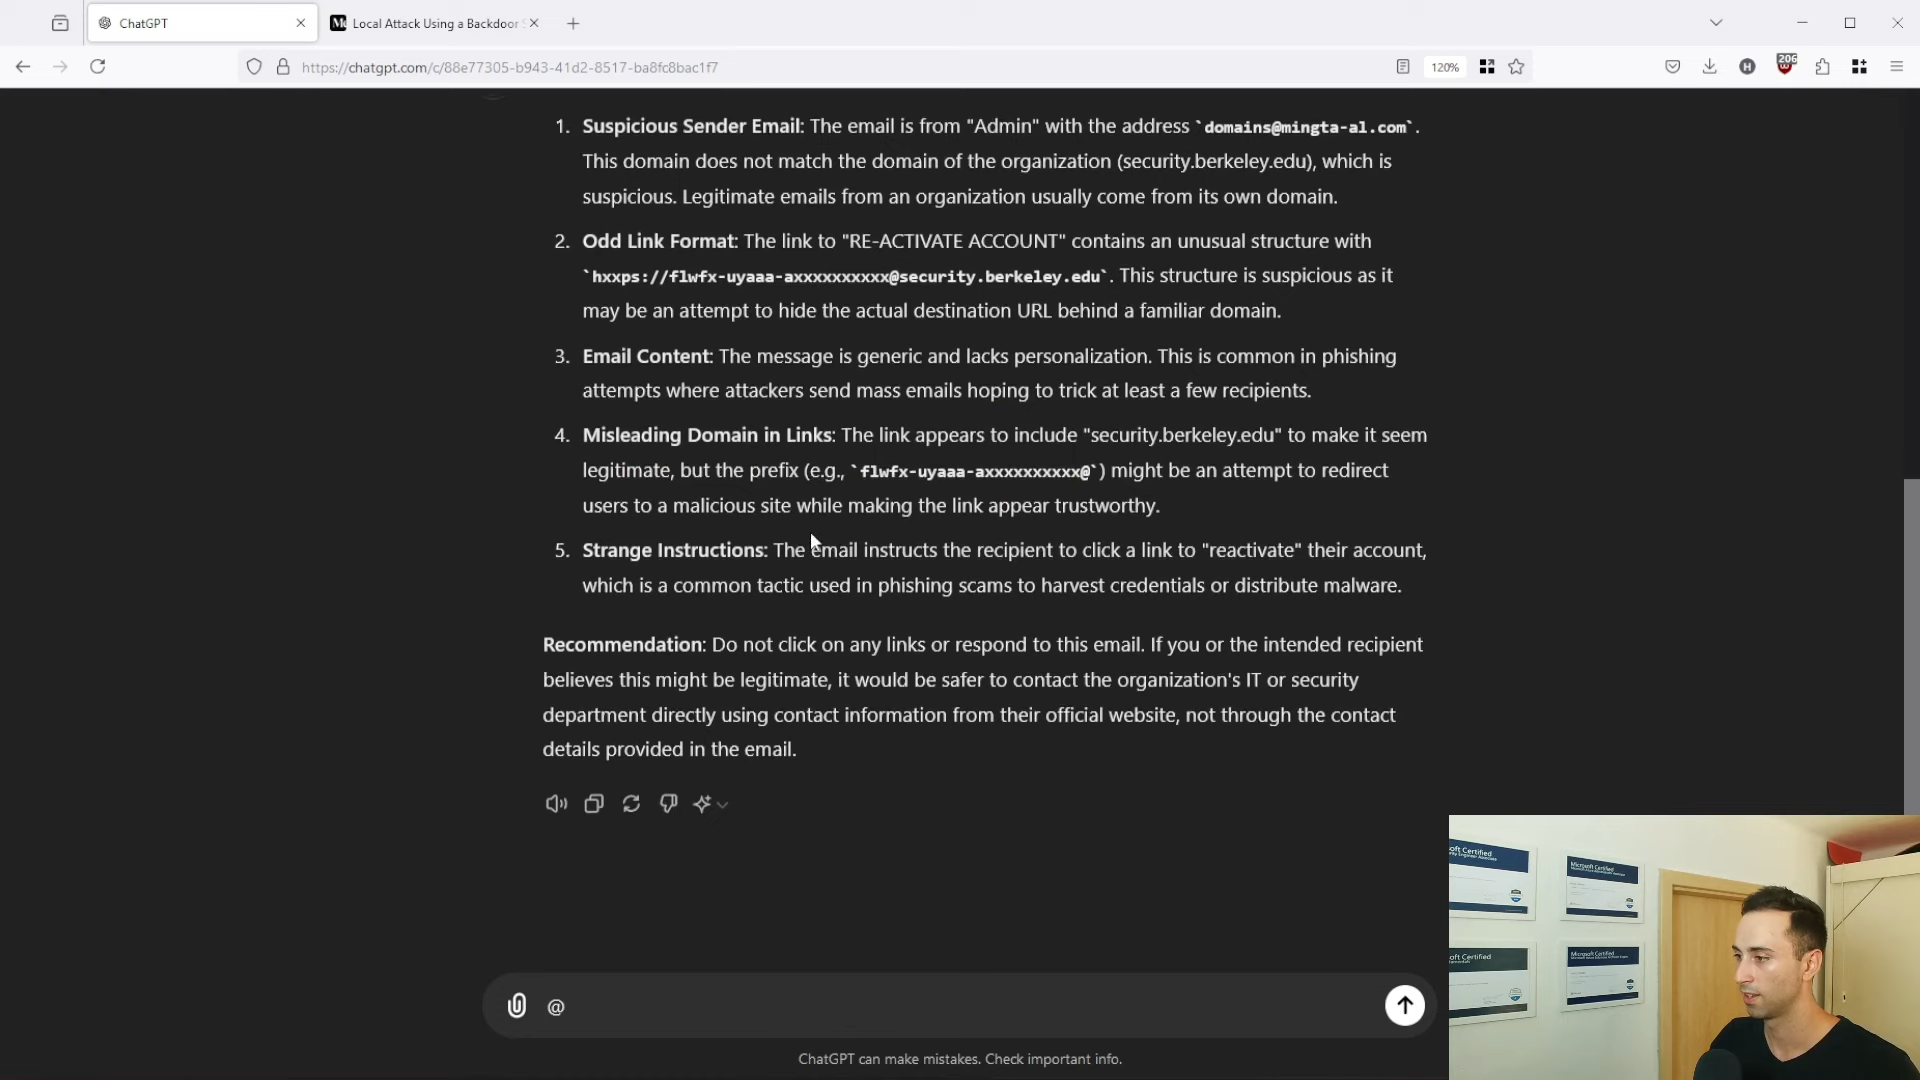 ChatGPT
Local Attack Using a Backdoor
https://chatgpt.com/c/88e77305-b943-41d2-8517-ba8fc8bac1f7
120%
206
1. Suspicious Sender Email: The email is from "Admin" with the address `domains@mingta-al.com`.
This domain does not match the domain of the organization (security.berkeley.edu), which is
suspicious. Legitimate emails from an organization usually come from its own domain.
2. Odd Link Format: The link to "RE-ACTIVATE ACCOUNT" contains an unusual structure with
`hxxps://flwfx-uyaaa-axxxxxxxxxx@security.berkeley.edu`. This structure is suspicious as it
may be an attempt to hide the actual destination URL behind a familiar domain.
3. Email Content: The message is generic and lacks personalization. This is common in phishing
attempts where attackers send mass emails hoping to trick at least a few recipients.
4. Misleading Domain in Links: The link appears to include "security.berkeley.edu" to make it seem
legitimate, but the prefix (e.g., `flwfx-uyaaa-axxxxxxxxxx@`) might be an attempt to redirect
users to a malicious site while making the link appear trustworthy.
5. Strange Instructions: The email instructs the recipient to click a link to "reactivate" their account,
which is a common tactic used in phishing scams to harvest credentials or distribute malware.
Recommendation: Do not click on any links or respond to this email. If you or the intended recipient
believes this might be legitimate, it would be safer to contact the organization's IT or security
department directly using contact information from their official website, not through the contact
details provided in the email.
@
ChatGPT can make mistakes. Check important info.
oft Certified
Microsoft Certified
oft Certified
Microsoft Certified